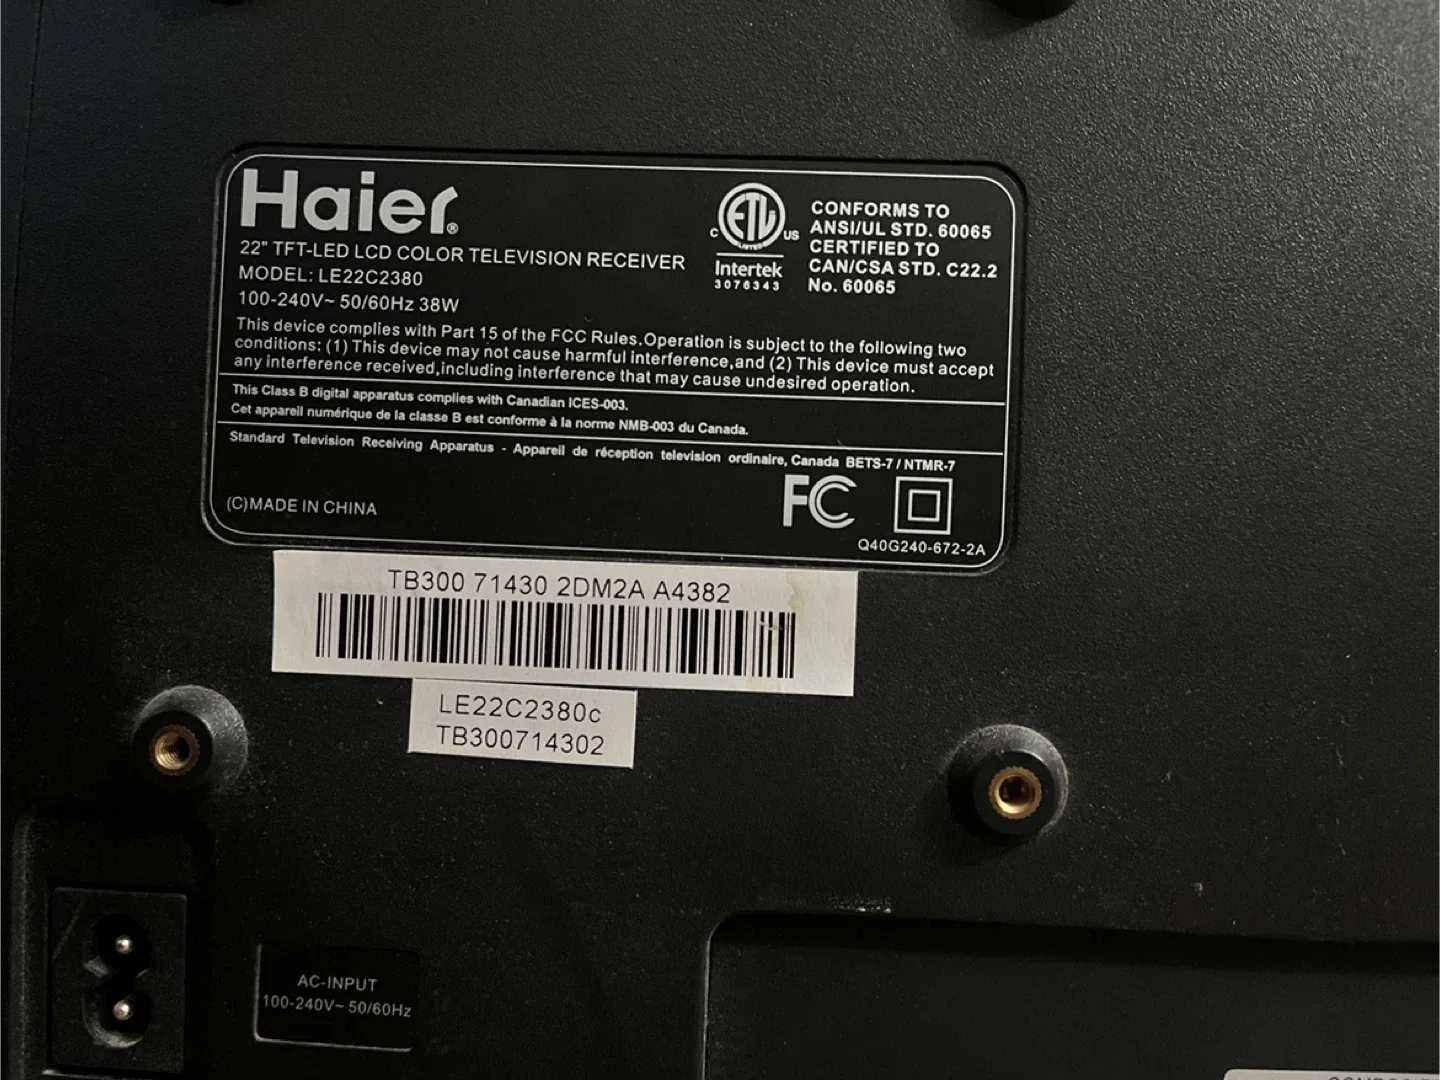 Haier®
22" TFT-LED LCD COLOR TELEVISION RECEIVER
MODEL: LE22C2380
100-240V~ 50/60Hz 38W
ETL
LISTED
C US
Intertek
3076343
CONFORMS TO
ANSI/UL STD. 60065
CERTIFIED TO
CAN/CSA STD. C22.2
No. 60065
This device complies with Part 15 of the FCC Rules.Operation is subject to the following two
conditions: (1) This device may not cause harmful interference,and (2) This device must accept
any interference received,including interference that may cause undesired operation.
This Class B digital apparatus complies with Canadian ICES-003.
Cet appareil numérique de la classe B est conforme à la norme NMB-003 du Canada.
Standard Television Receiving Apparatus - Appareil de réception television ordinaire, Canada BETS-7 / NTMR-7
(C)MADE IN CHINA
FC
Q40G240-672-2A
TB300 71430 2DM2A A4382
LE22C2380c
TB300714302
AC-INPUT
100-240V~ 50/60Hz